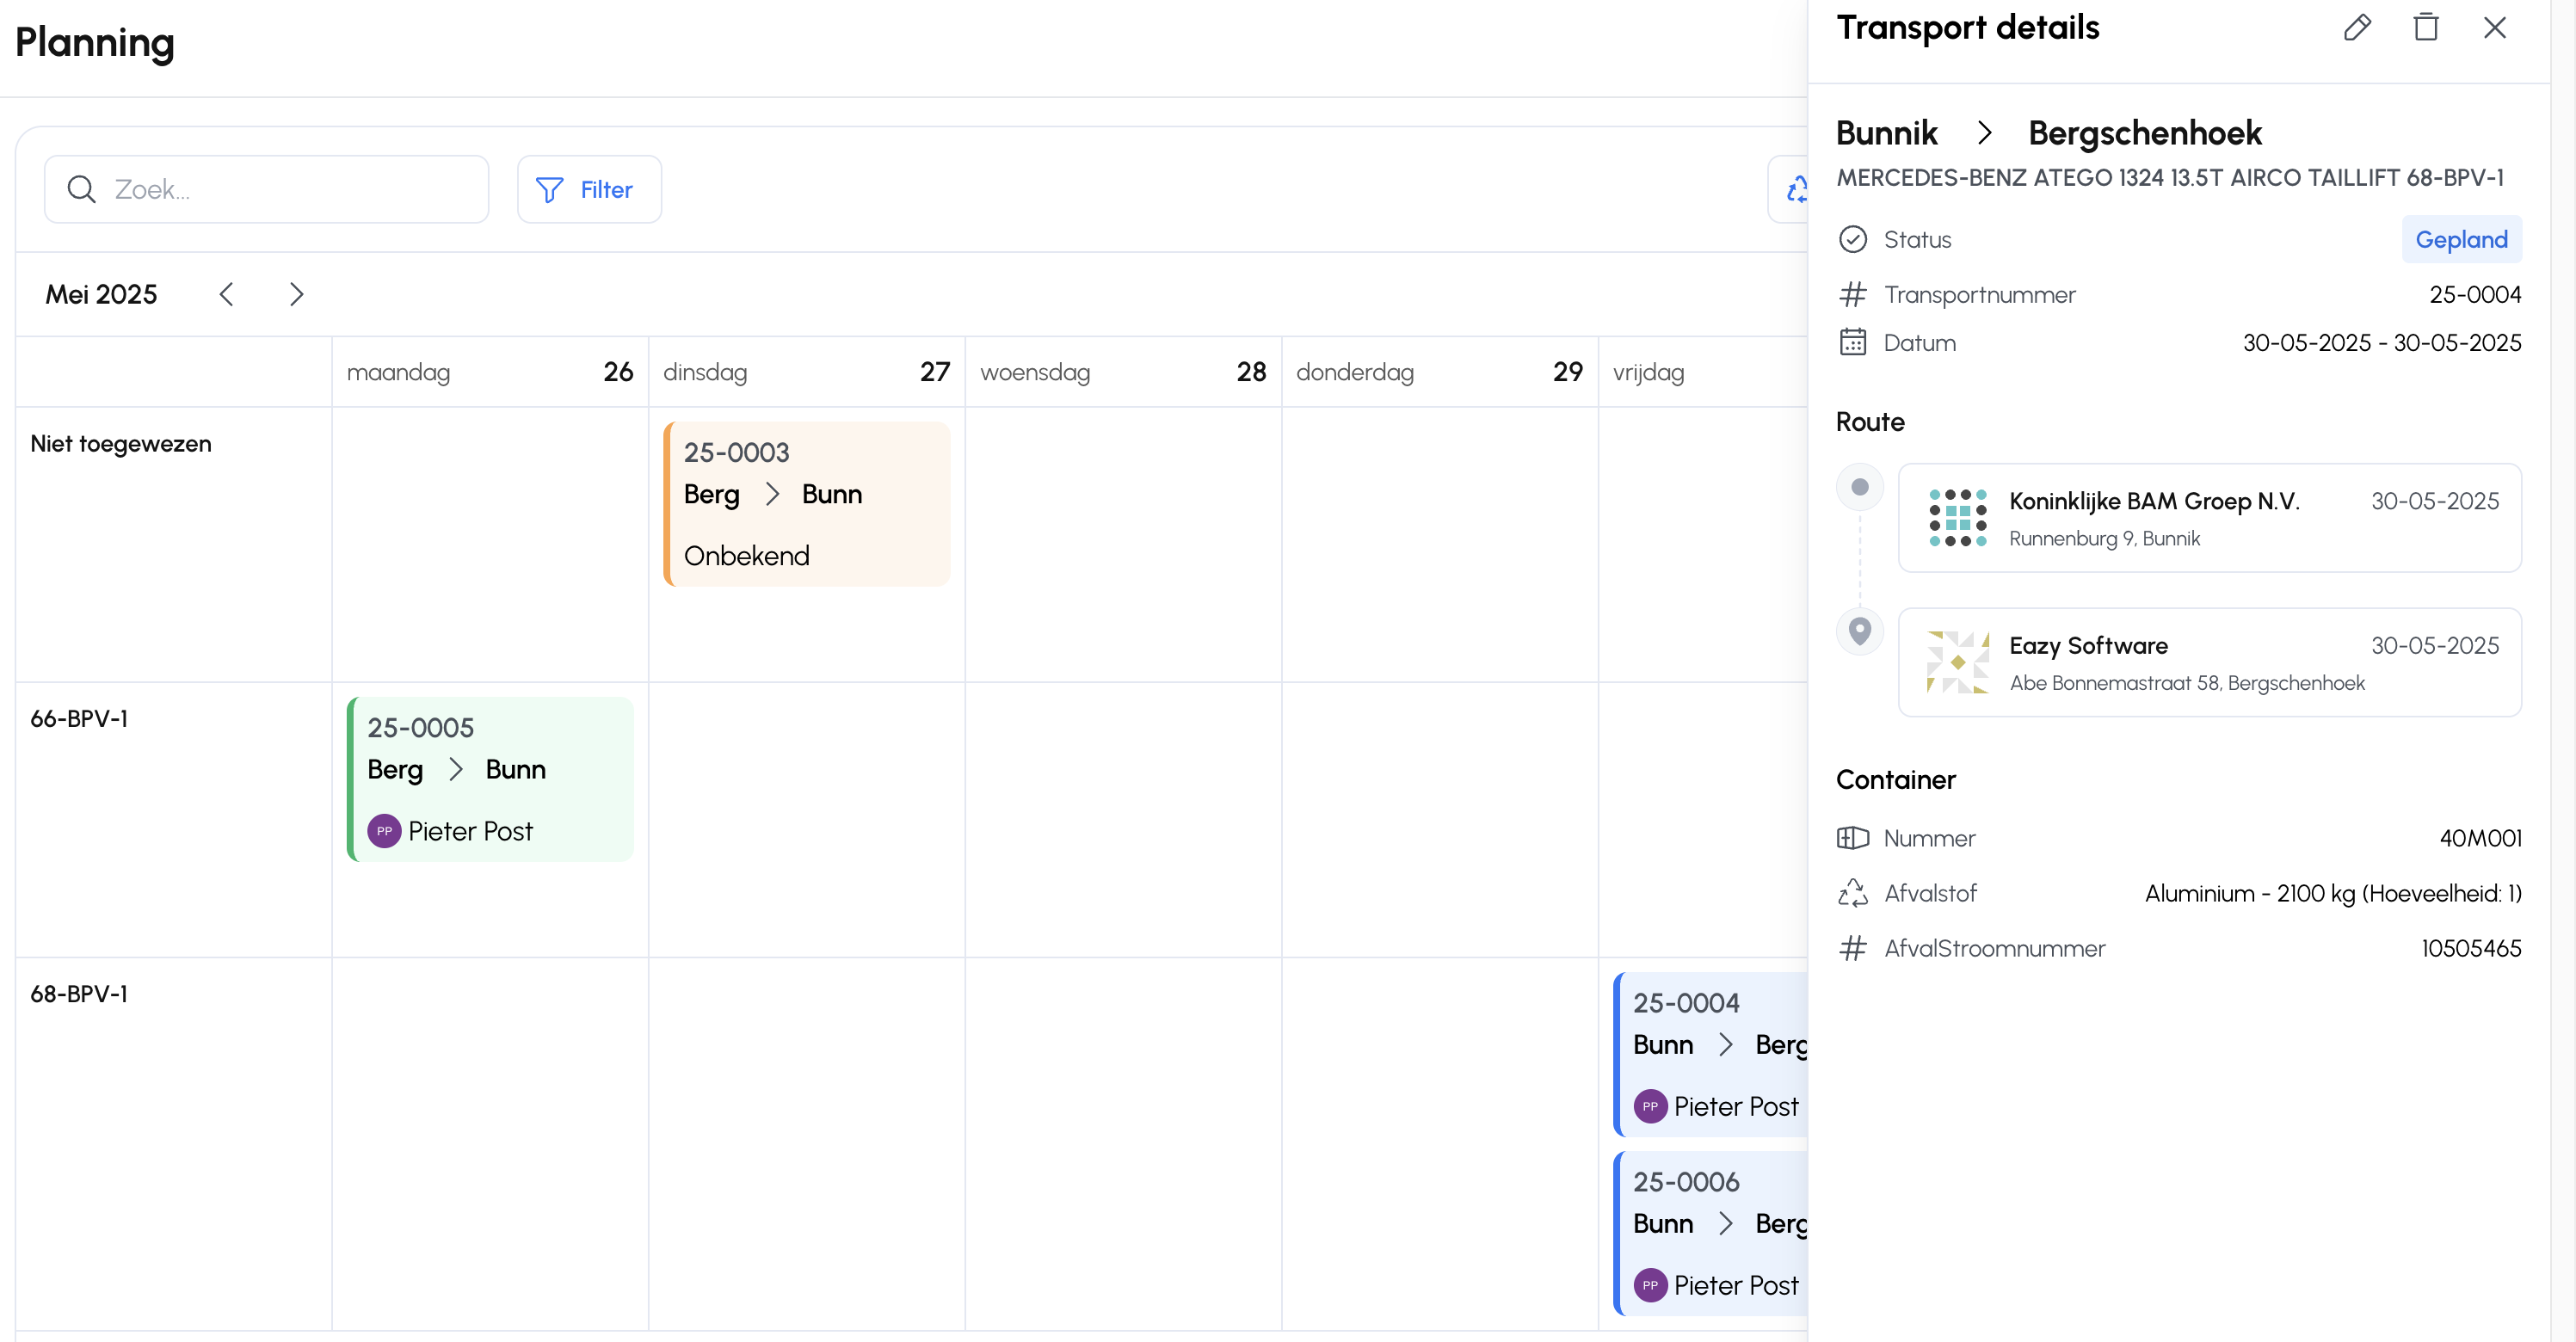 Planning
Zoek...
Filter
Mei 2025
maandag 26
dinsdag 27
woensdag 28
donderdag 29
vrijdag
Niet toegewezen
25-0003
Berg > Bunn
Onbekend
66-BPV-1
25-0005
Berg > Bunn
PP Pieter Post
68-BPV-1
25-0004
Bunn > Berg
PP Pieter Post
25-0006
Bunn > Berg
PP Pieter Post
Transport details
Bunnik > Bergschenhoek
MERCEDES-BENZ ATEGO 1324 13.5T AIRCO TAILLIFT 68-BPV-1
Status Gepland
Transportnummer 25-0004
Datum 30-05-2025 - 30-05-2025
Route
Koninklijke BAM Groep N.V. 30-05-2025
Runnenburg 9, Bunnik
Eazy Software 30-05-2025
Abe Bonnemastraat 58, Bergschenhoek
Container
Nummer 40M001
Afvalstof Aluminium - 2100 kg (Hoeveelheid: 1)
AfvalStroomnummer 10505465